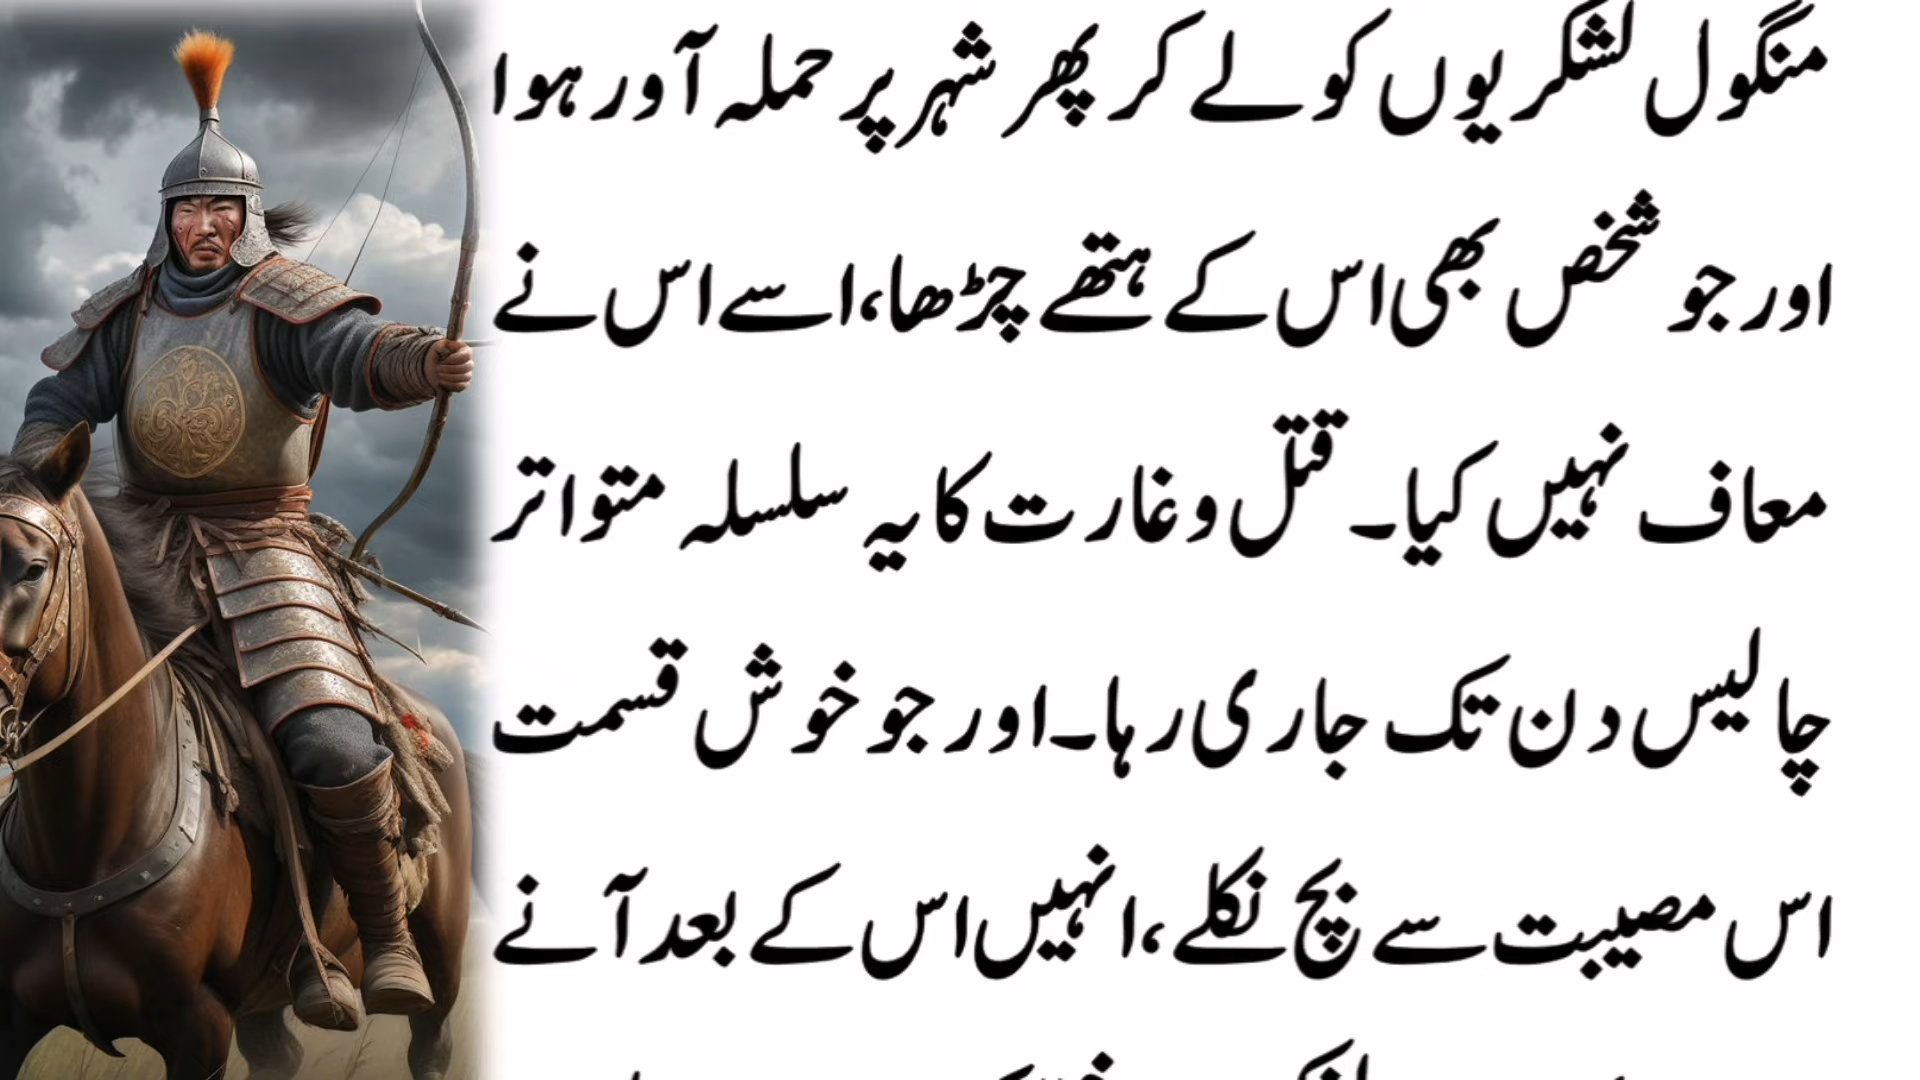 منگول لشکریوں کو لے کر پھر شہر پر حملہ آور ہوا
اور جو شخص بھی اس کے ہتھے چڑھا، اسے اس نے
معاف نہیں کیا۔ قتل و غارت کا یہ سلسلہ متواتر
چالیس دن تک جاری رہا۔ اور جو خوش قسمت
اس مصیبت سے بچ نکلے، انہیں اس کے بعد آنے